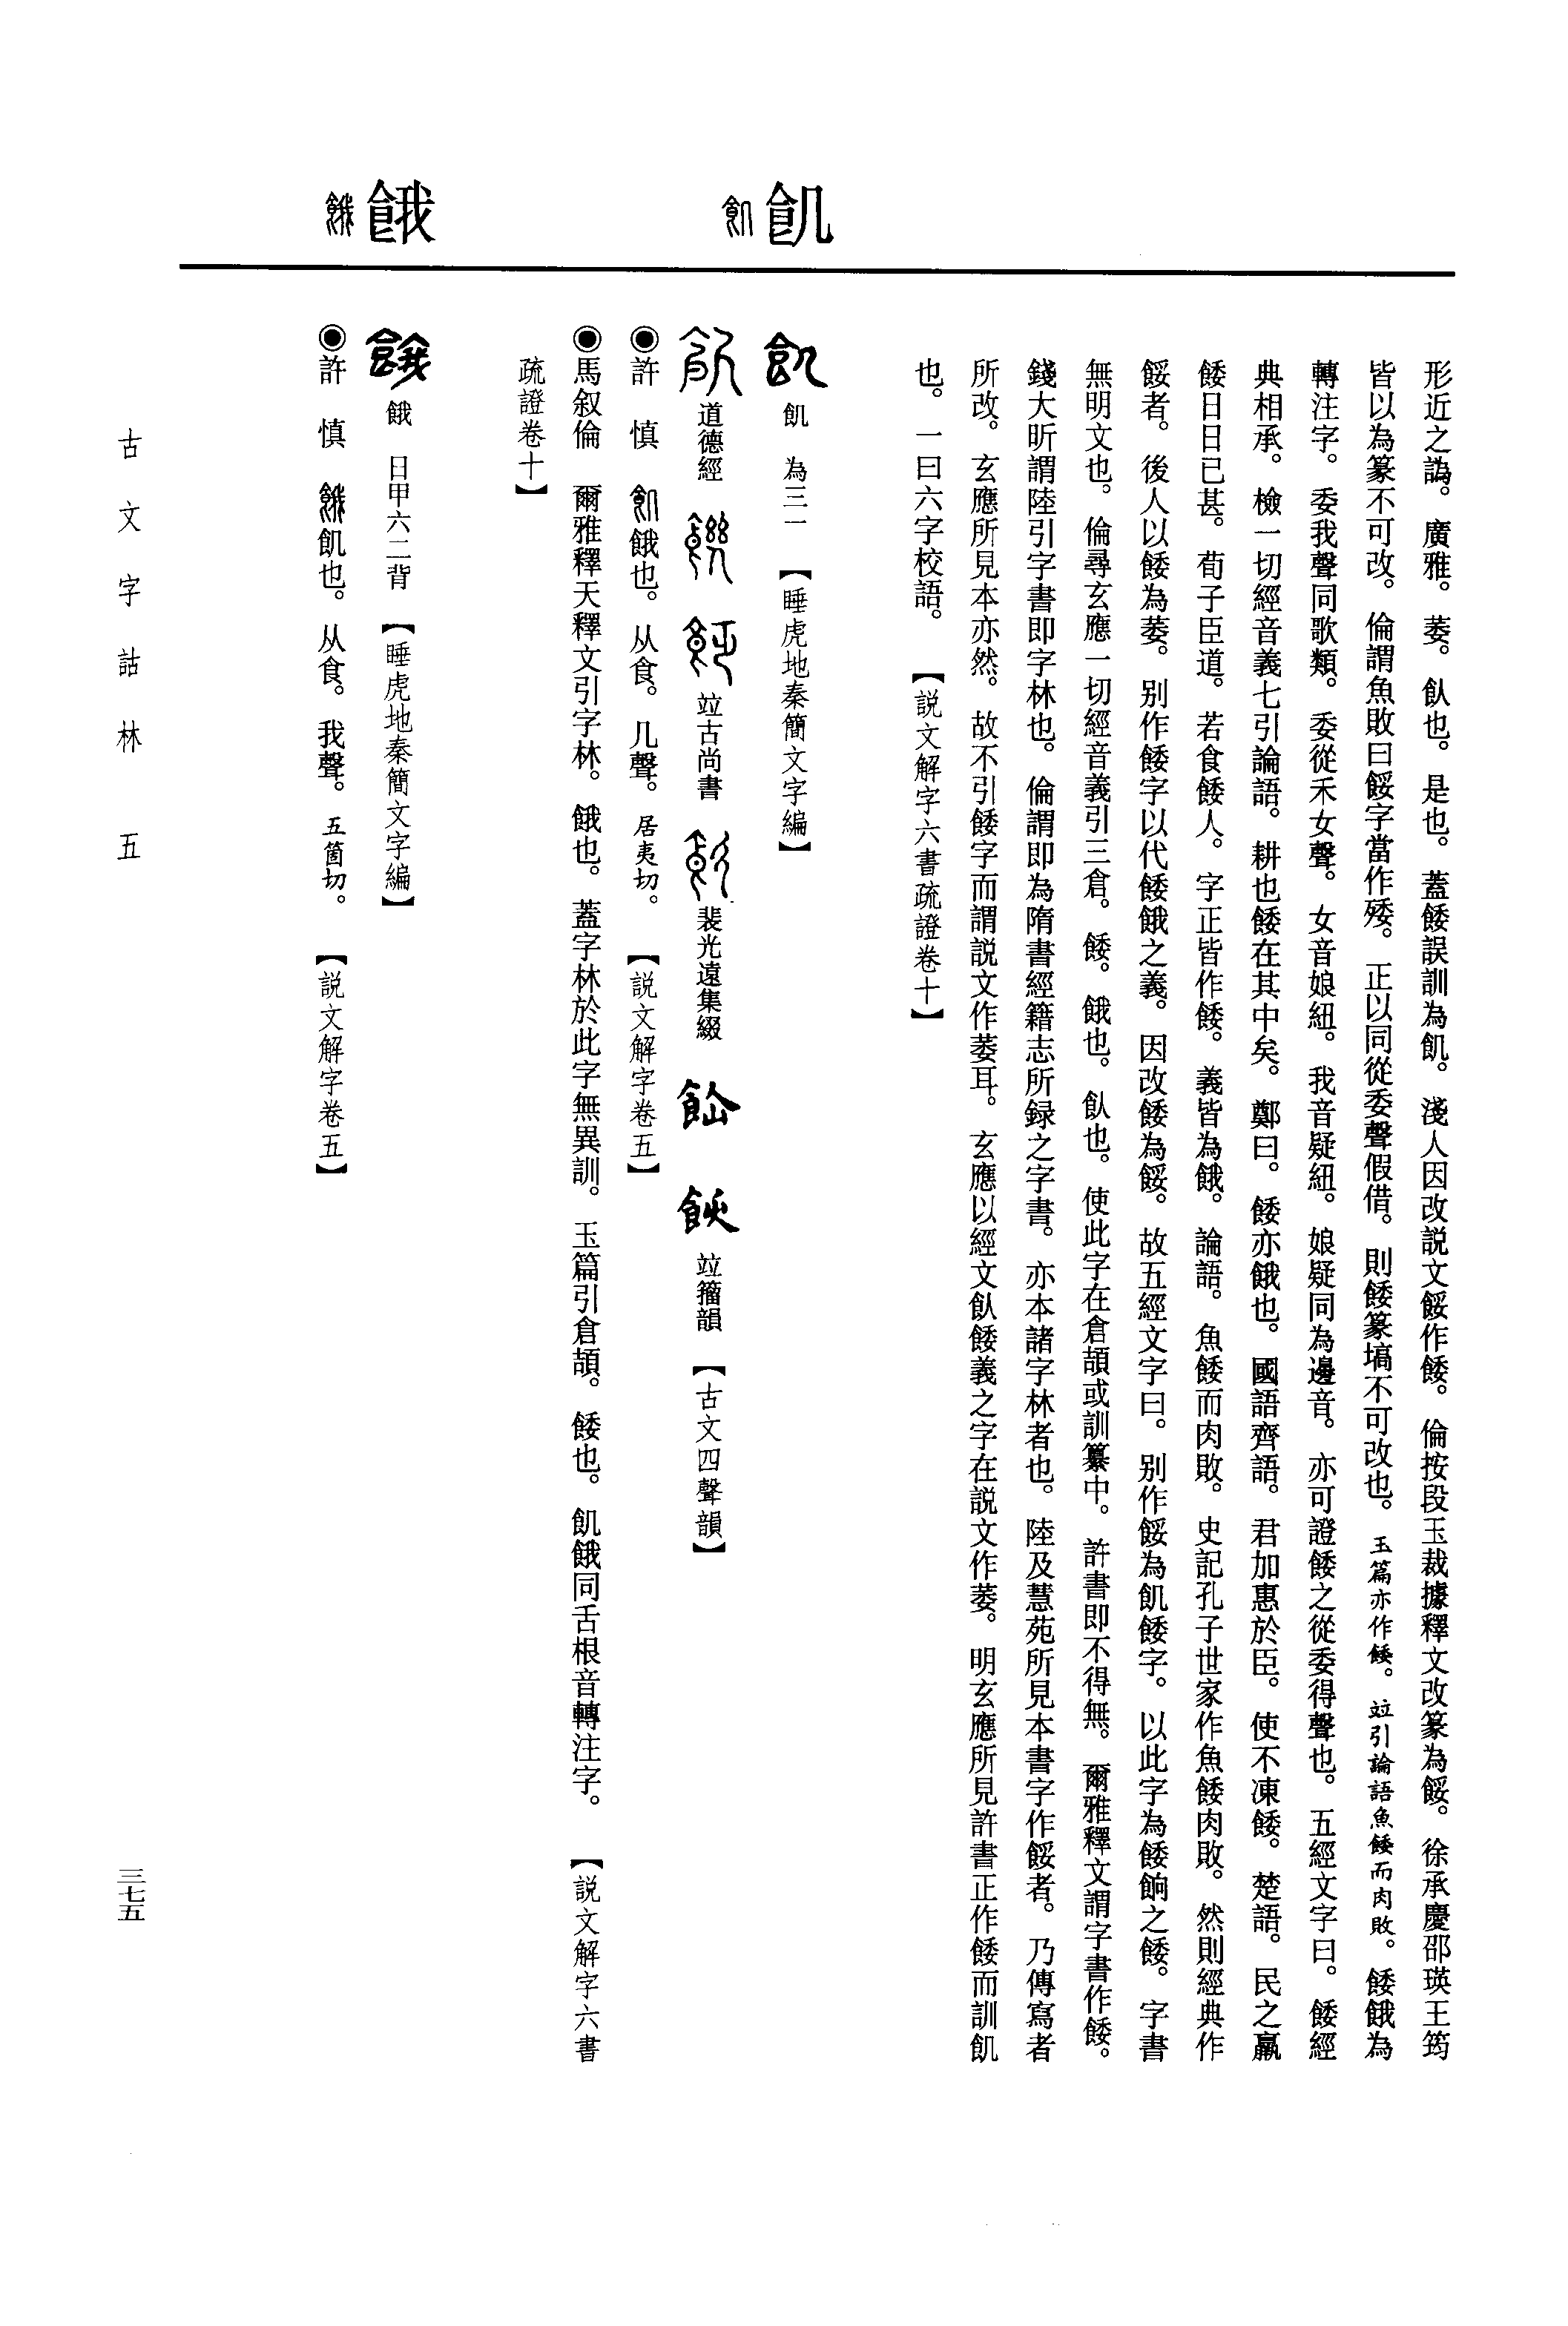 飢
餓
形近之譌。廣雅。萎。飤也。是也。蓋餧誤訓為飢。淺人因改説文餒作餧。倫按段玉裁據釋文改篆為餒。徐承慶邵瑛王筠
皆以為篆不可改。倫謂魚敗曰餒字當作殘。正以同從委聲假借。則餧篆塙不可改也。玉篇亦作餧。竝引論語魚餧而肉敗。餧餓為
轉注字。委我聲同歌類。委從禾女聲。女音娘紐。我音疑紐。娘疑同為邊音。亦可證餧之從委得聲也。五經文字曰。餧經
典相承。檢一切經音義七引論語。耕也餧在其中矣。鄭曰。餧亦餓也。國語齊語。君加惠於臣。使不凍餧。楚語。民之羸
餧日日已甚。荀子臣道。若食餧人。字正皆作餧。義皆為餓。論語。魚餧而肉敗。史記孔子世家作魚餧肉敗。然則經典作
餒者。後人以餧為萎。别作餧字以代餧餓之義。因改餧為餒。故五經文字曰。别作餒為飢餧字。以此字為餧餉之餧。字書
無明文也。倫尋玄應一切經音義引三倉。餧。餓也。飤也。使此字在倉頡或訓纂中。許書即不得無。爾雅釋文謂字書作餧。
錢大昕謂陸引字書即字林也。倫謂即為隋書經籍志所録之字書。亦本諸字林者也。陸及慧苑所見本書字作餒者。乃傳寫者
所改。玄應所見本亦然。故不引餧字而謂説文作萎耳。玄應以經文飤餧義之字在説文作萎。明玄應所見許書正作餧而訓飢
也。一曰六字校語。【説文解字六書疏證卷十】
飢 為三一 【睡虎地秦簡文字編】
道德經 竝古尚書 裴光遠集綴 竝籀韻 【古文四聲韻】
◉許 慎 餓也。从食。几聲。居夷切。【説文解字卷五】
◉馬叙倫 爾雅釋天釋文引字林。餓也。蓋字林於此字無異訓。玉篇引倉頡。餧也。飢餓同舌根音轉注字。【説文解字六書
疏證卷十】
餓 日甲六二背 【睡虎地秦簡文字編】
◉許 慎 飢也。从食。我聲。五箇切。【説文解字卷五】
古文字詁林 五
三七五